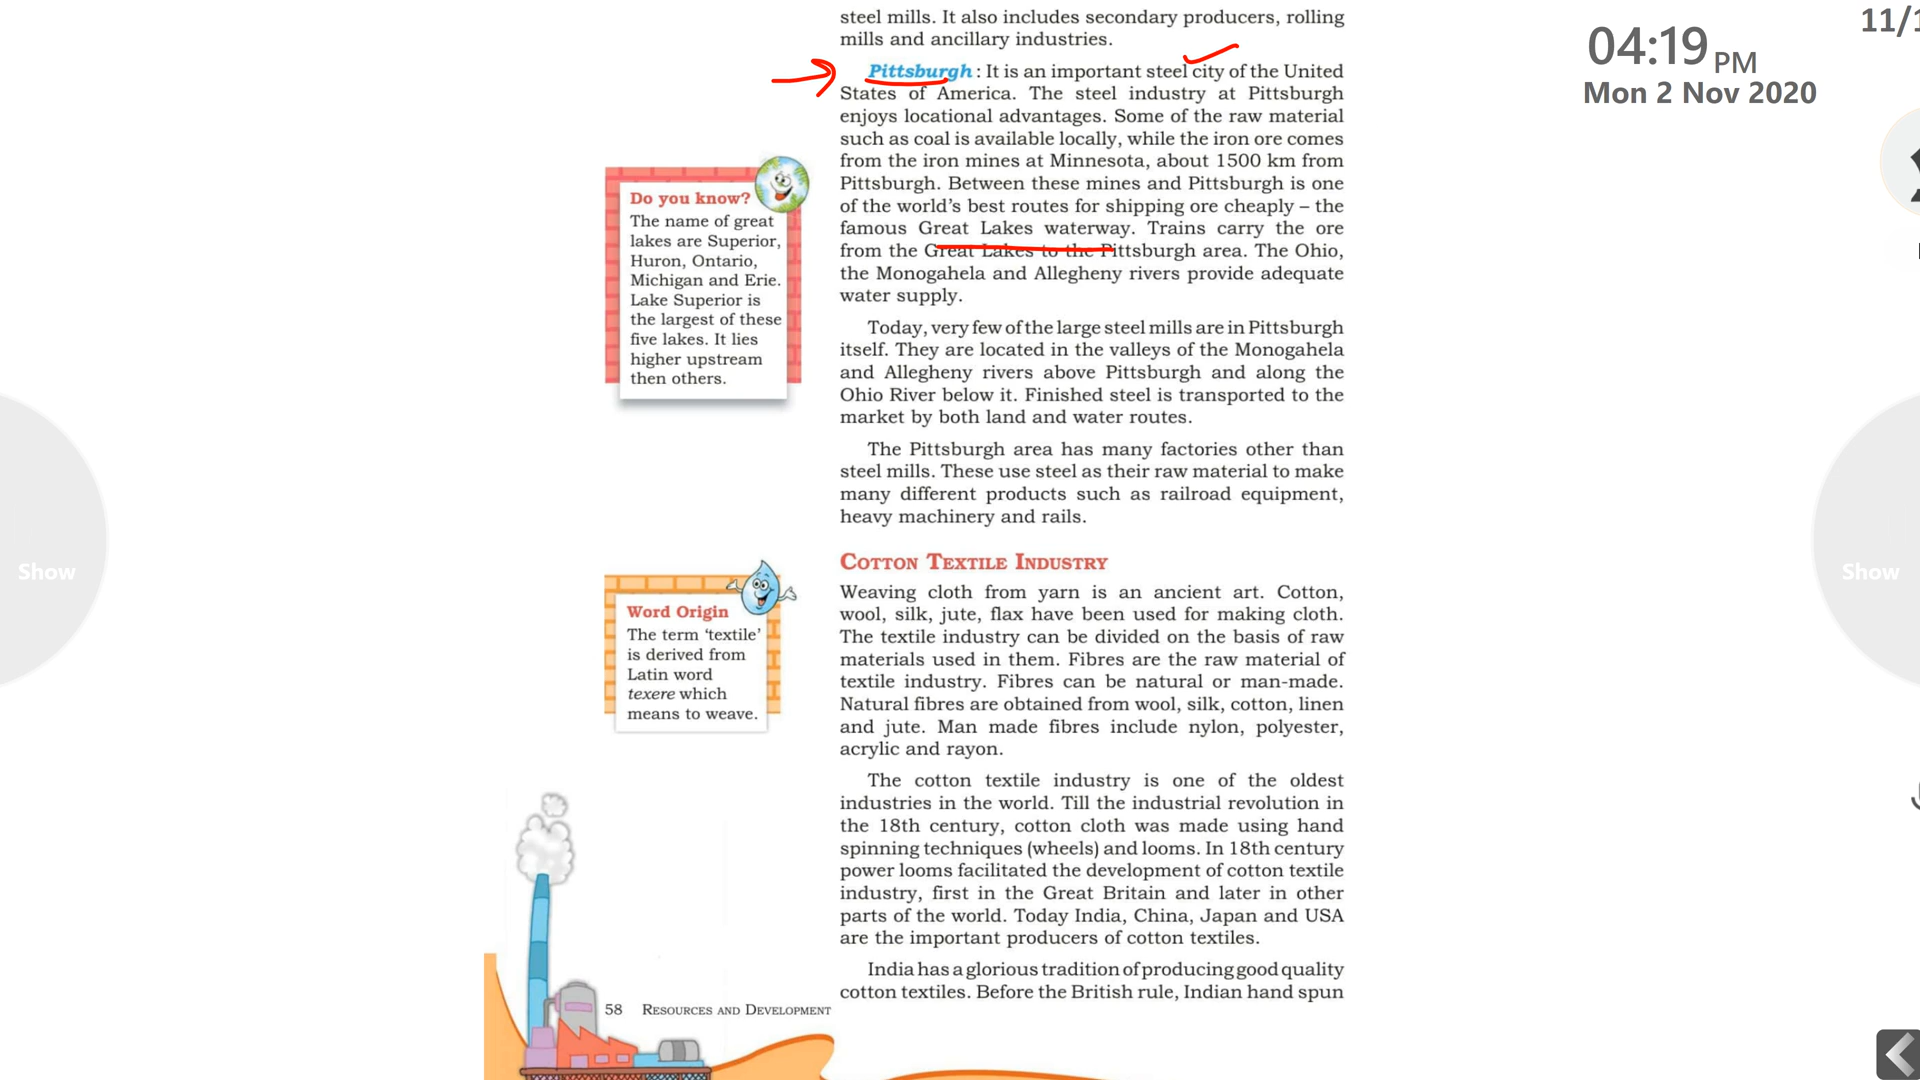 steel mills. It also includes secondary producers, rolling
mills and ancillary industries.
Pittsburgh : It is an important steel city of the United
States of America. The steel industry at Pittsburgh
enjoys locational advantages. Some of the raw material
such as coal is available locally, while the iron ore comes
from the iron mines at Minnesota, about 1500 km from
Pittsburgh. Between these mines and Pittsburgh is one
of the world's best routes for shipping ore cheaply – the
famous Great Lakes waterway. Trains carry the ore
from the Great Lakes to the Pittsburgh area. The Ohio,
the Monogahela and Allegheny rivers provide adequate
water supply.
Today, very few of the large steel mills are in Pittsburgh
itself. They are located in the valleys of the Monogahela
and Allegheny rivers above Pittsburgh and along the
Ohio River below it. Finished steel is transported to the
market by both land and water routes.
The Pittsburgh area has many factories other than
steel mills. These use steel as their raw material to make
many different products such as railroad equipment,
heavy machinery and rails.
COTTON TEXTILE INDUSTRY
Weaving cloth from yarn is an ancient art. Cotton,
wool, silk, jute, flax have been used for making cloth.
The textile industry can be divided on the basis of raw
materials used in them. Fibres are the raw material of
textile industry. Fibres can be natural or man-made.
Natural fibres are obtained from wool, silk, cotton, linen
and jute. Man made fibres include nylon, polyester,
acrylic and rayon.
The cotton textile industry is one of the oldest
industries in the world. Till the industrial revolution in
the 18th century, cotton cloth was made using hand
spinning techniques (wheels) and looms. In 18th century
power looms facilitated the development of cotton textile
industry, first in the Great Britain and later in other
parts of the world. Today India, China, Japan and USA
are the important producers of cotton textiles.
India has a glorious tradition of producing good quality
cotton textiles. Before the British rule, Indian hand spun
Do you know?
The name of great
lakes are Superior,
Huron, Ontario,
Michigan and Erie.
Lake Superior is
the largest of these
five lakes. It lies
higher upstream
then others.
Word Origin
The term ‘textile’
is derived from
Latin word
texere which
means to weave.
58 RESOURCES AND DEVELOPMENT
04:19 PM
Mon 2 Nov 2020
11/1
Show
Show